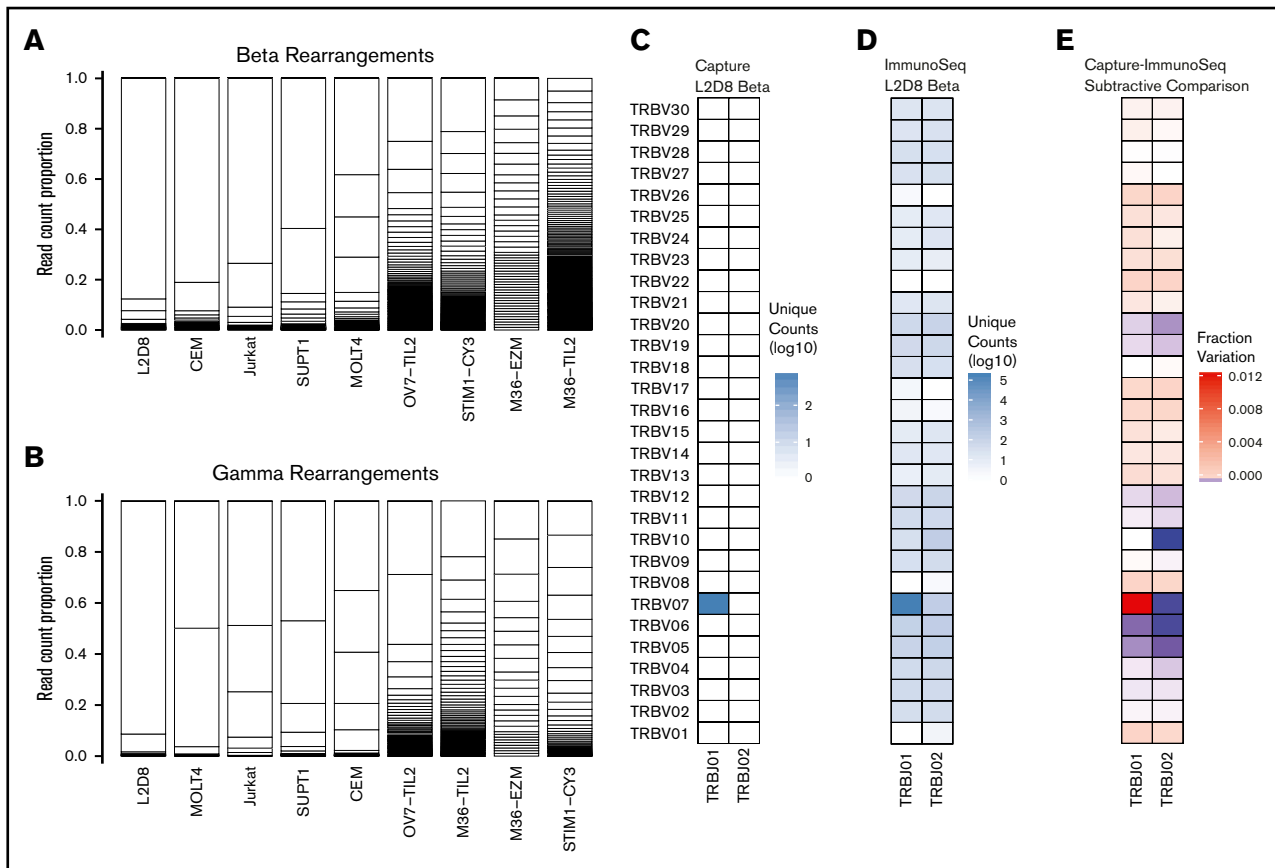 A
Beta Rearrangements
Read count proportion
1.0
0.8
0.6
0.4
0.2
0.0
L2D8
CEM
Jurkat
SUPT1
MOLT4
OV7−TIL2
STIM1−CY3
M36−EZM
M36−TIL2
B
Gamma Rearrangements
Read count proportion
1.0
0.8
0.6
0.4
0.2
0.0
L2D8
MOLT4
Jurkat
SUPT1
CEM
OV7−TIL2
M36−TIL2
M36−EZM
STIM1−CY3
C
Capture
L2D8 Beta
TRBV30
TRBV29
TRBV28
TRBV27
TRBV26
TRBV25
TRBV24
TRBV23
TRBV22
TRBV21
TRBV20
TRBV19
TRBV18
TRBV17
TRBV16
TRBV15
TRBV14
TRBV13
TRBV12
TRBV11
TRBV10
TRBV09
TRBV08
TRBV07
TRBV06
TRBV05
TRBV04
TRBV03
TRBV02
TRBV01
TRBJ01
TRBJ02
Unique
Counts
(log10)
2
1
0
D
ImmunoSeq
L2D8 Beta
TRBJ01
TRBJ02
Unique
Counts
(log10)
5
4
3
2
1
0
E
Capture-ImmunoSeq
Subtractive Comparison
TRBJ01
TRBJ02
Fraction
Variation
0.012
0.008
0.004
0.000